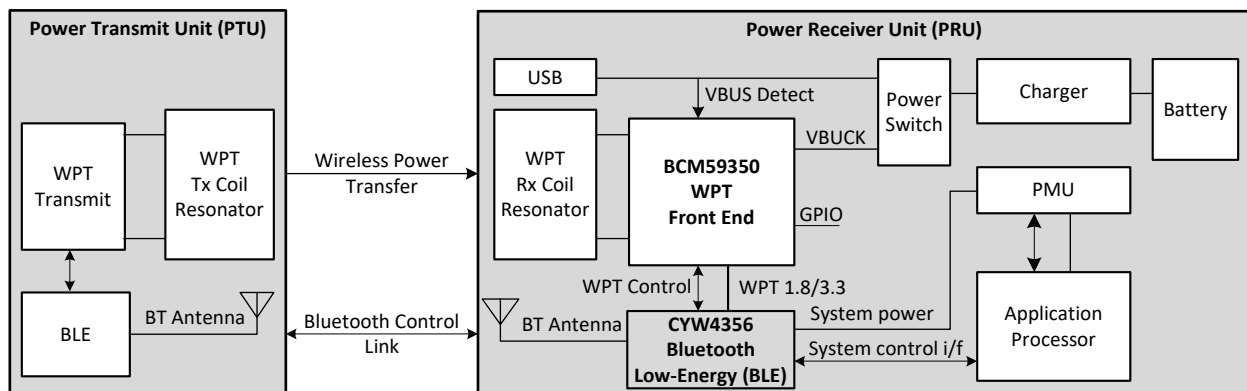 Power Transmit Unit (PTU)
WPT
Transmit
WPT
Tx Coil
Resonator
BLE
BT Antenna
Wireless Power
Transfer
Bluetooth Control
Link
Power Receiver Unit (PRU)
USB
VBUS Detect
Power
Switch
Charger
Battery
WPT
Rx Coil
Resonator
BCM59350
WPT
Front End
VBUCK
GPIO
PMU
WPT Control
WPT 1.8/3.3
BT Antenna
CYW4356
Bluetooth
Low-Energy (BLE)
System power
System control i/f
Application
Processor